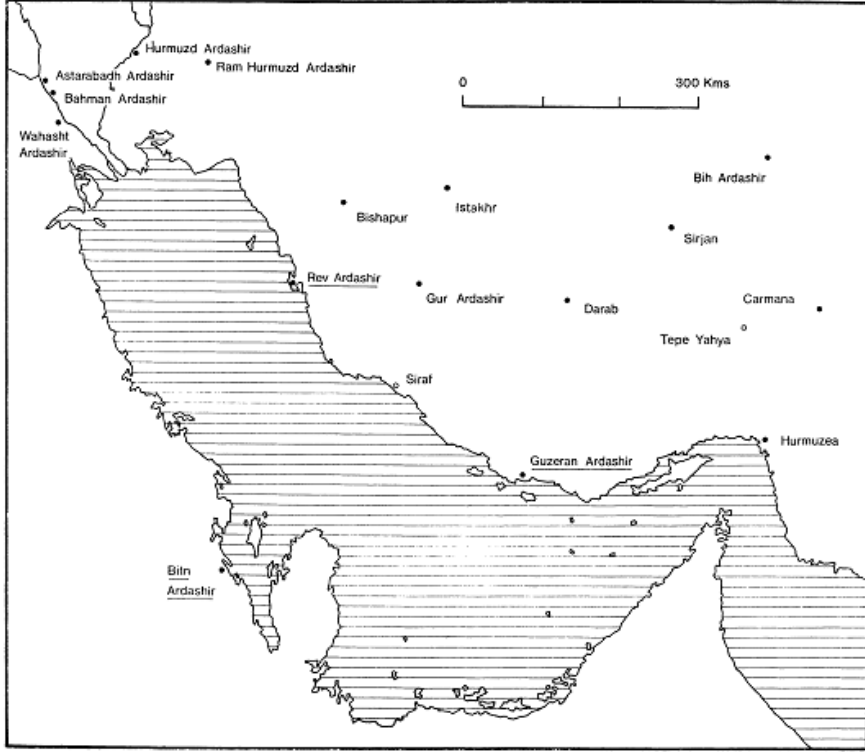 Hurmuzd Ardashir
Ram Hurmuzd Ardashir
Astarabadh Ardashir
Bahman Ardashir
Wahasht
Ardashir
0
300 Kms
Bih Ardashir
Bishapur
Istakhr
Sirjan
Rev Ardashir
Gur Ardashir
Darab
Carmana
Tepe Yahya
Siraf
Hurmuzea
Guzeran Ardashir
Bitn
Ardashir